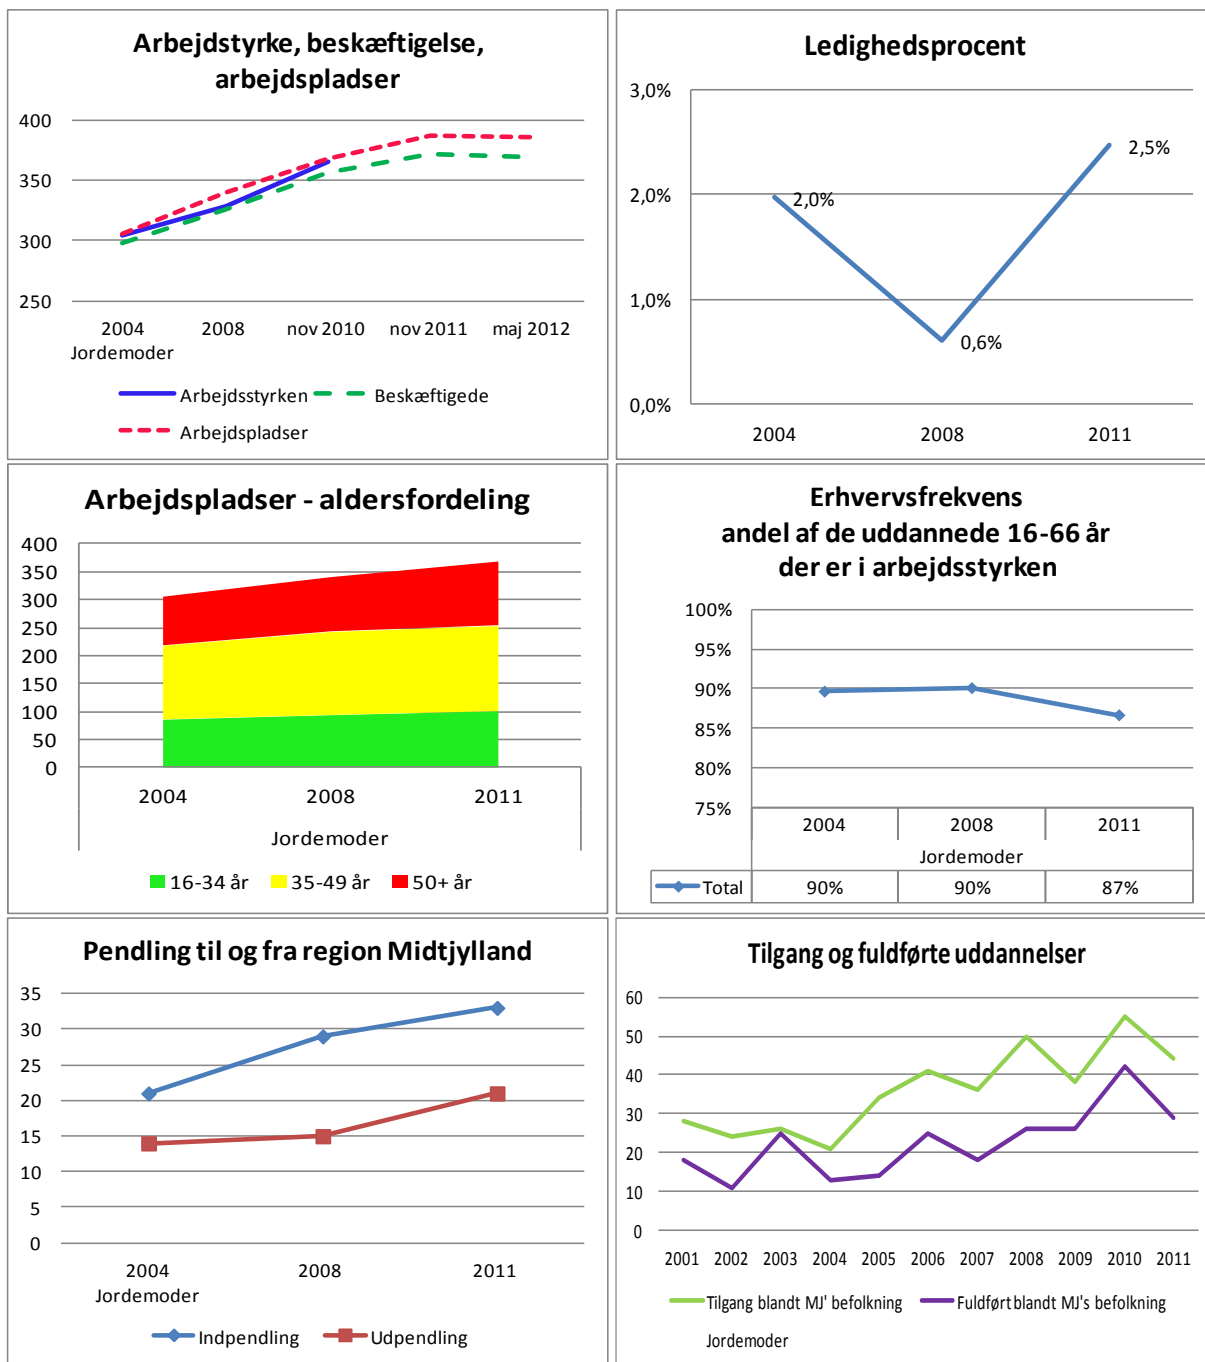 Arbejdstyrke, beskæftigelse,
arbejdspladser
400
350
300
250
2004 2008 nov 2010 nov 2011 maj 2012
Jordemoder
Arbejdsstyrken Beskæftigede
Arbejdspladser
Ledighedsprocent
3,0%
2,0%
1,0%
0,0%
2,0%
0,6%
2,5%
2004 2008 2011
Arbejdspladser - aldersfordeling
400
350
300
250
200
150
100
50
0
2004 2008 2011
Jordemoder
16-34 år 35-49 år 50+ år
Erhvervsfrekvens
andel af de uddannede 16-66 år
der er i arbejdsstyrken
100%
95%
90%
85%
80%
75%
2004 2008 2011
Jordemoder
Total 90% 90% 87%
Pendling til og fra region Midtjylland
35
30
25
20
15
10
5
0
2004 2008 2011
Jordemoder
Indpendling Udpendling
Tilgang og fuldførte uddannelser
60
50
40
30
20
10
0
2001 2002 2003 2004 2005 2006 2007 2008 2009 2010 2011
Tilgang blandt MJ' befolkning Fuldført blandt MJ's befolkning
Jordemoder